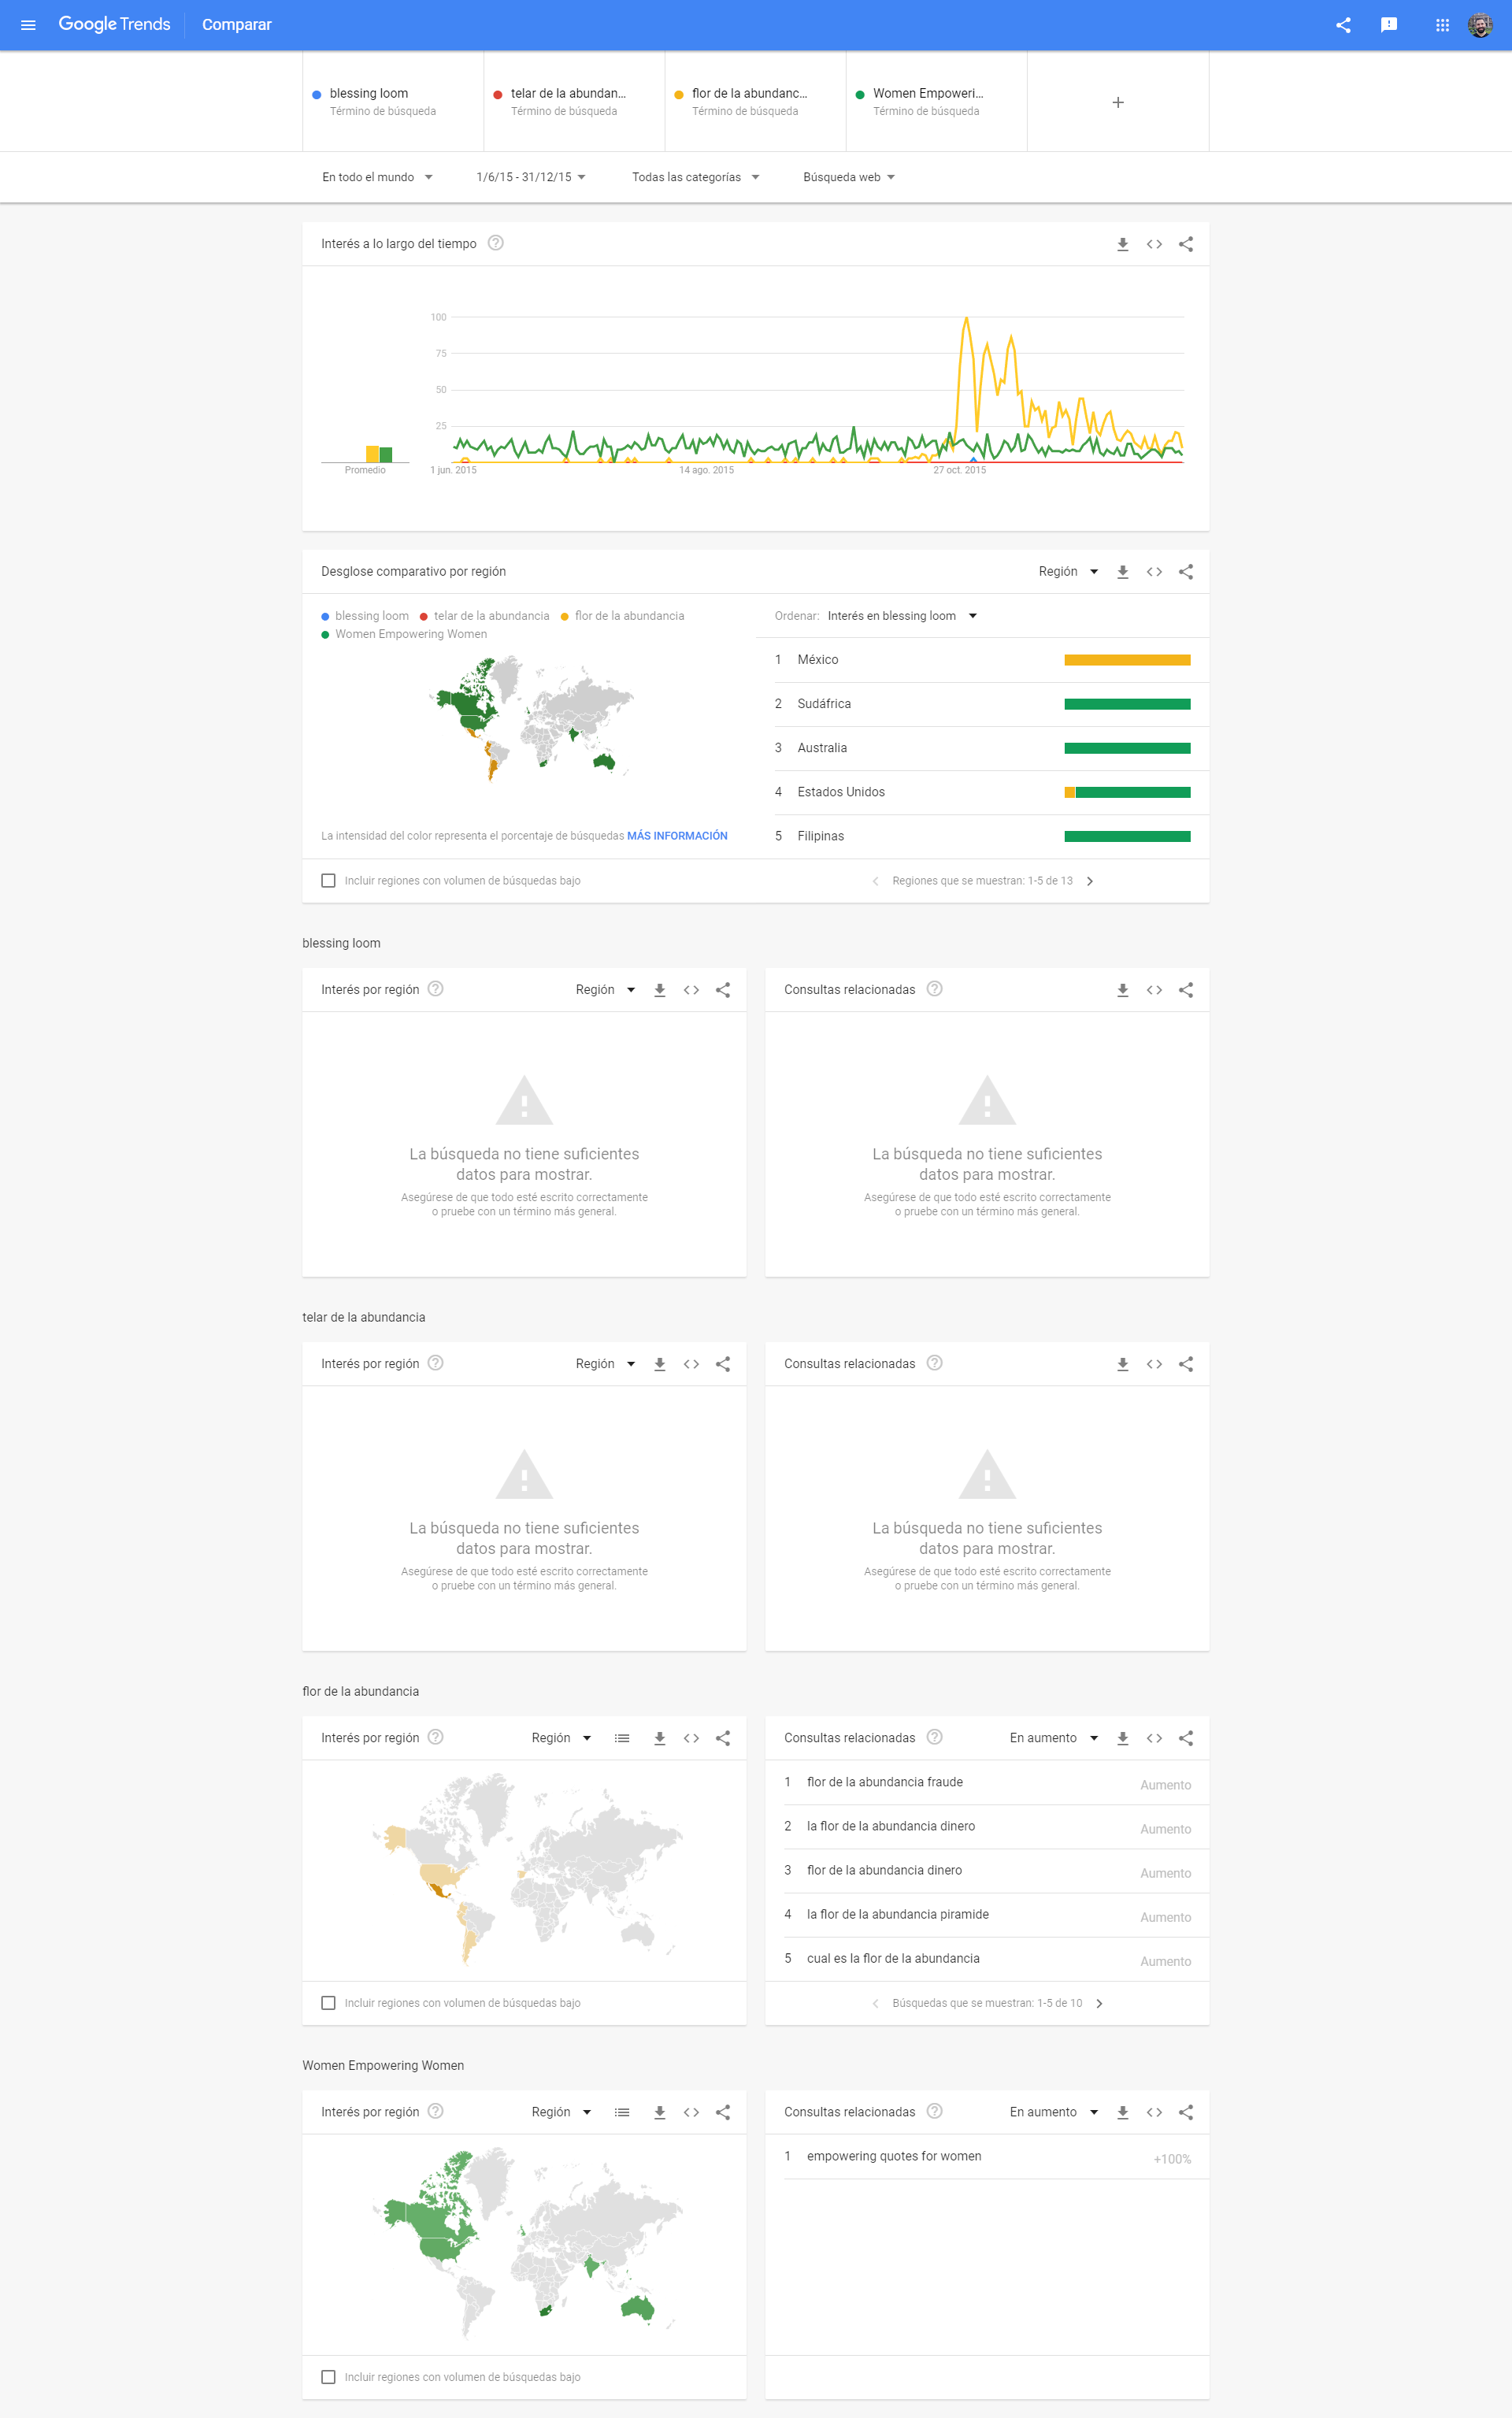 Google Trends Comparar
blessing loom
Término de búsqueda
telar de la abundan...
Término de búsqueda
flor de la abundanc...
Término de búsqueda
Women Empoweri...
Término de búsqueda
+
En todo el mundo
1/6/15 - 31/12/15
Todas las categorías
Búsqueda web
Interés a lo largo del tiempo
100
75
50
25
Promedio
1 jun. 2015
14 ago. 2015
27 oct. 2015
Desglose comparativo por región
Región
blessing loom
telar de la abundancia
flor de la abundancia
Women Empowering Women
La intensidad del color representa el porcentaje de búsquedas MÁS INFORMACIÓN
Ordenar: Interés en blessing loom
1 México
2 Sudáfrica
3 Australia
4 Estados Unidos
5 Filipinas
Incluir regiones con volumen de búsquedas bajo
Regiones que se muestran: 1-5 de 13
blessing loom
Interés por región
Región
La búsqueda no tiene suficientes
datos para mostrar.
Asegúrese de que todo esté escrito correctamente
o pruebe con un término más general.
Consultas relacionadas
La búsqueda no tiene suficientes
datos para mostrar.
Asegúrese de que todo esté escrito correctamente
o pruebe con un término más general.
telar de la abundancia
Interés por región
Región
La búsqueda no tiene suficientes
datos para mostrar.
Asegúrese de que todo esté escrito correctamente
o pruebe con un término más general.
Consultas relacionadas
La búsqueda no tiene suficientes
datos para mostrar.
Asegúrese de que todo esté escrito correctamente
o pruebe con un término más general.
flor de la abundancia
Interés por región
Región
Incluir regiones con volumen de búsquedas bajo
Consultas relacionadas
En aumento
1 flor de la abundancia fraude Aumento
2 la flor de la abundancia dinero Aumento
3 flor de la abundancia dinero Aumento
4 la flor de la abundancia piramide Aumento
5 cual es la flor de la abundancia Aumento
Búsquedas que se muestran: 1-5 de 10
Women Empowering Women
Interés por región
Región
Incluir regiones con volumen de búsquedas bajo
Consultas relacionadas
En aumento
1 empowering quotes for women +100%